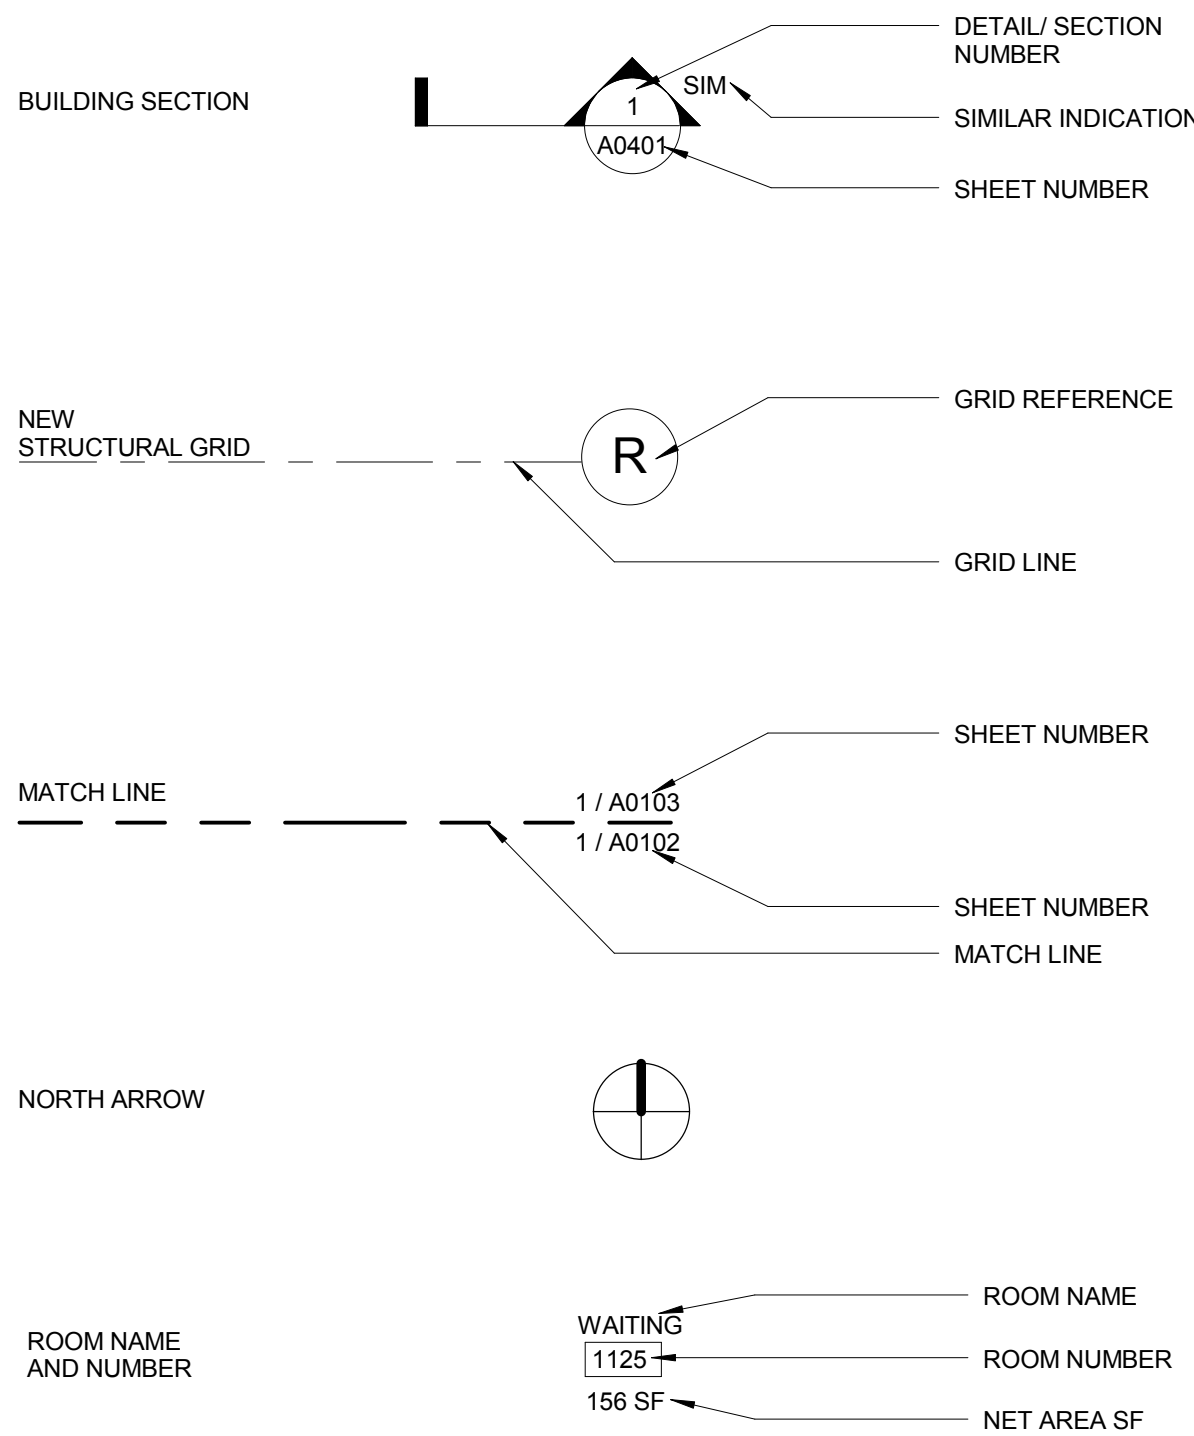 BUILDING SECTION
1
A0401
SIM
DETAIL/ SECTION
NUMBER
SIMILAR INDICATION
SHEET NUMBER
NEW
STRUCTURAL GRID
R
GRID REFERENCE
GRID LINE
MATCH LINE
1 / A0103
1 / A0102
SHEET NUMBER
SHEET NUMBER
MATCH LINE
NORTH ARROW
ROOM NAME
AND NUMBER
WAITING
1125
156 SF
ROOM NAME
ROOM NUMBER
NET AREA SF